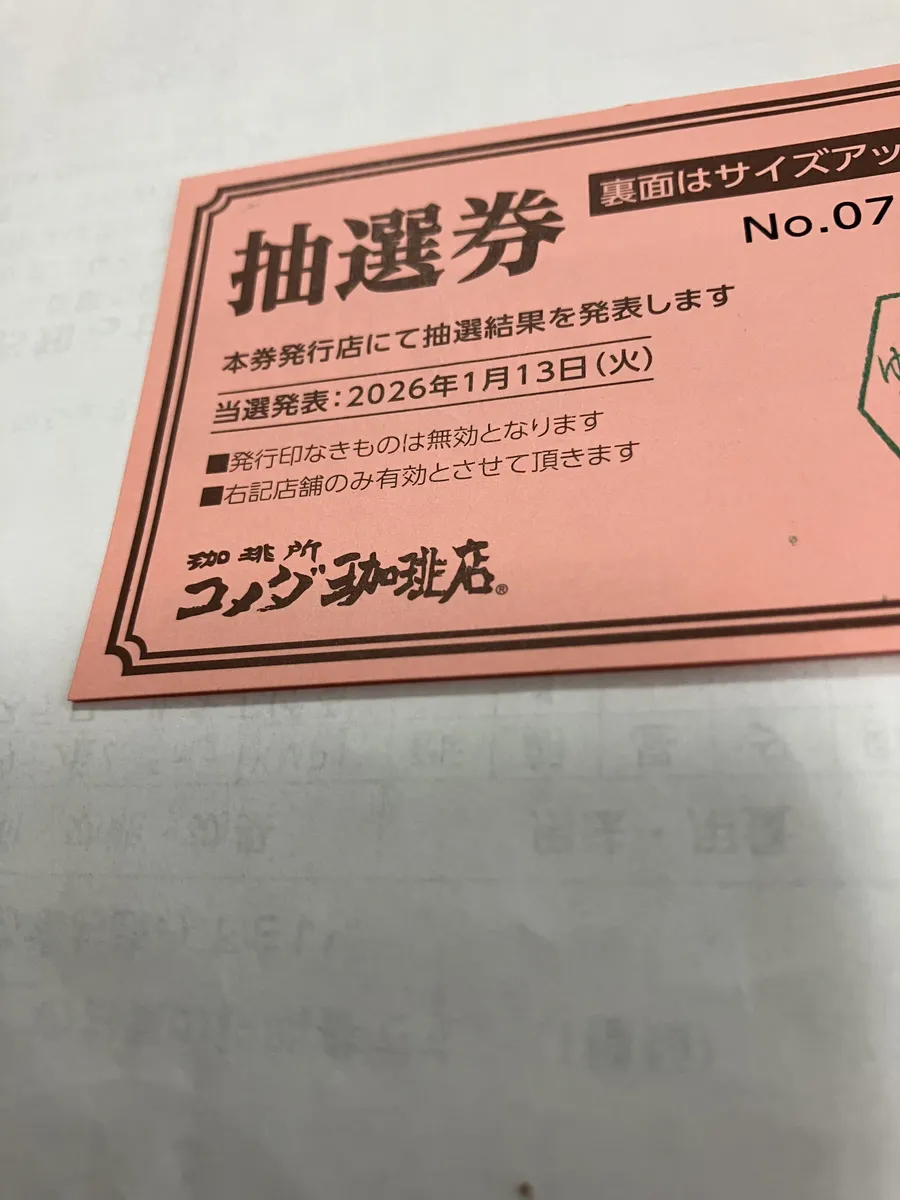 裏面はサイズアッ
抽選券
No.07
本券発行店にて抽選結果を発表します
当選発表：2026年1月13日（火）
■発行印なきものは無効となります
■右記店舗のみ有効とさせて頂きます
珈琲所
コメダ珈琲店®